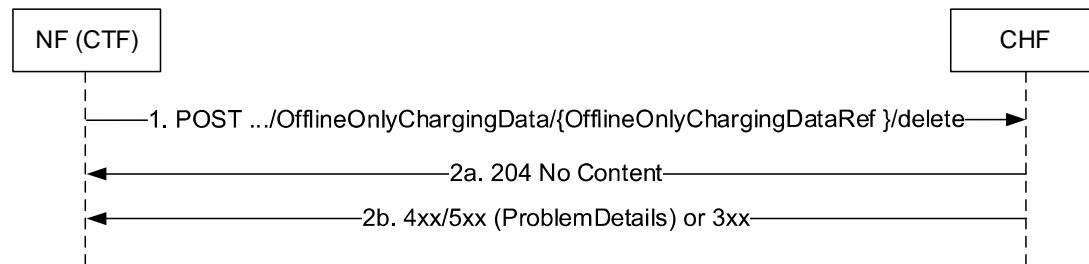 NF (CTF)
CHF
1. POST .../OfflineOnlyChargingData/{OfflineOnlyChargingDataRef }/delete
2a. 204 No Content
2b. 4xx/5xx (ProblemDetails) or 3xx